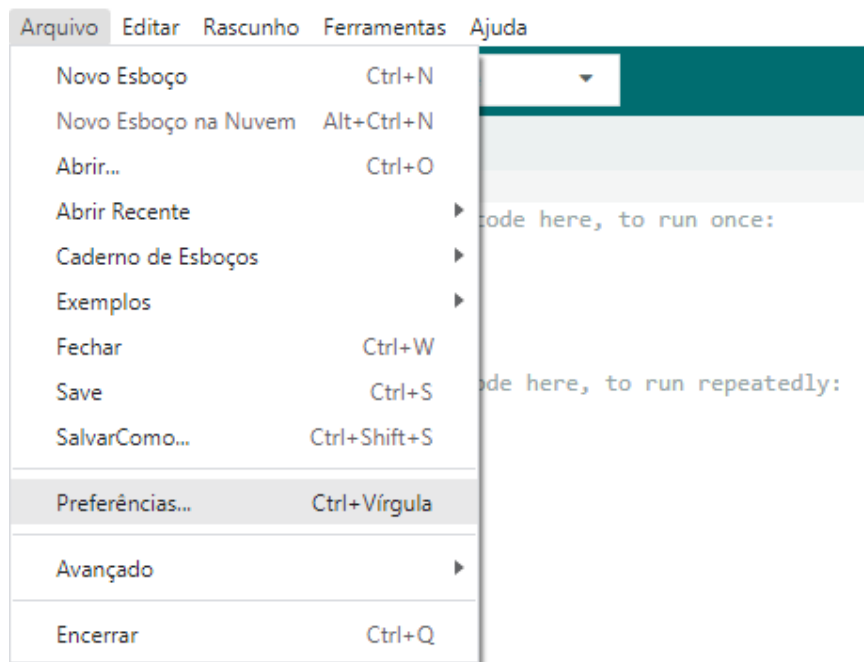 Arquivo Editar Rascunho Ferramentas Ajuda
Novo Esboço Ctrl+N
Novo Esboço na Nuvem Alt+Ctrl+N
Abrir... Ctrl+O
Abrir Recente
code here, to run once:
Caderno de Esboços
Exemplos
Fechar Ctrl+W
code here, to run repeatedly:
Save Ctrl+S
SalvarComo... Ctrl+Shift+S
Preferências... Ctrl+Vírgula
Avançado
Encerrar Ctrl+Q